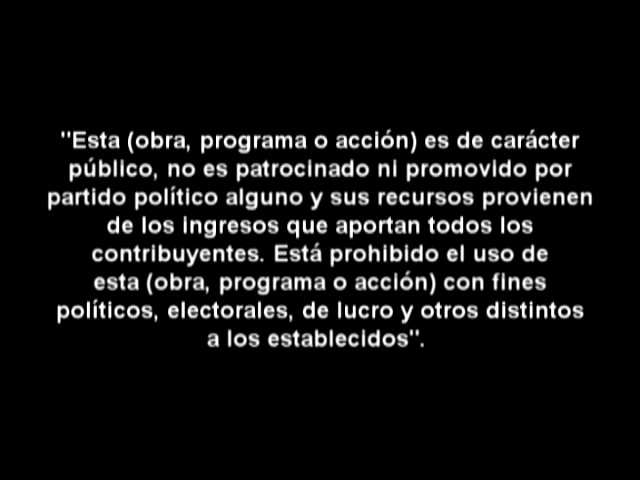 "Esta (obra, programa o acción) es de carácter
público, no es patrocinado ni promovido por
partido político alguno y sus recursos provienen
de los ingresos que aportan todos los
contribuyentes. Está prohibido el uso de
esta (obra, programa o acción) con fines
políticos, electorales, de lucro y otros distintos
a los establecidos".